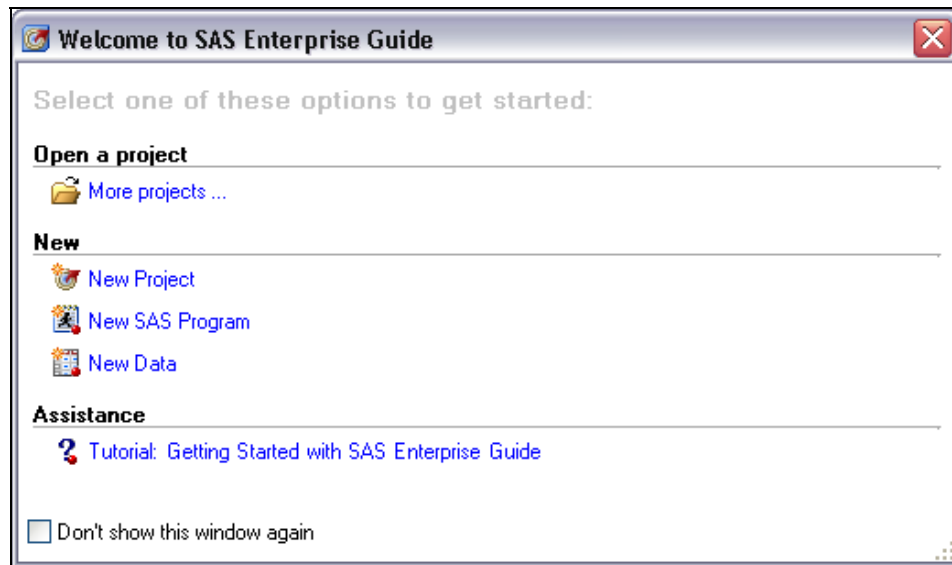 Welcome to SAS Enterprise Guide
Select one of these options to get started:
Open a project
More projects ...
New
New Project
New SAS Program
New Data
Assistance
Tutorial: Getting Started with SAS Enterprise Guide
Don't show this window again